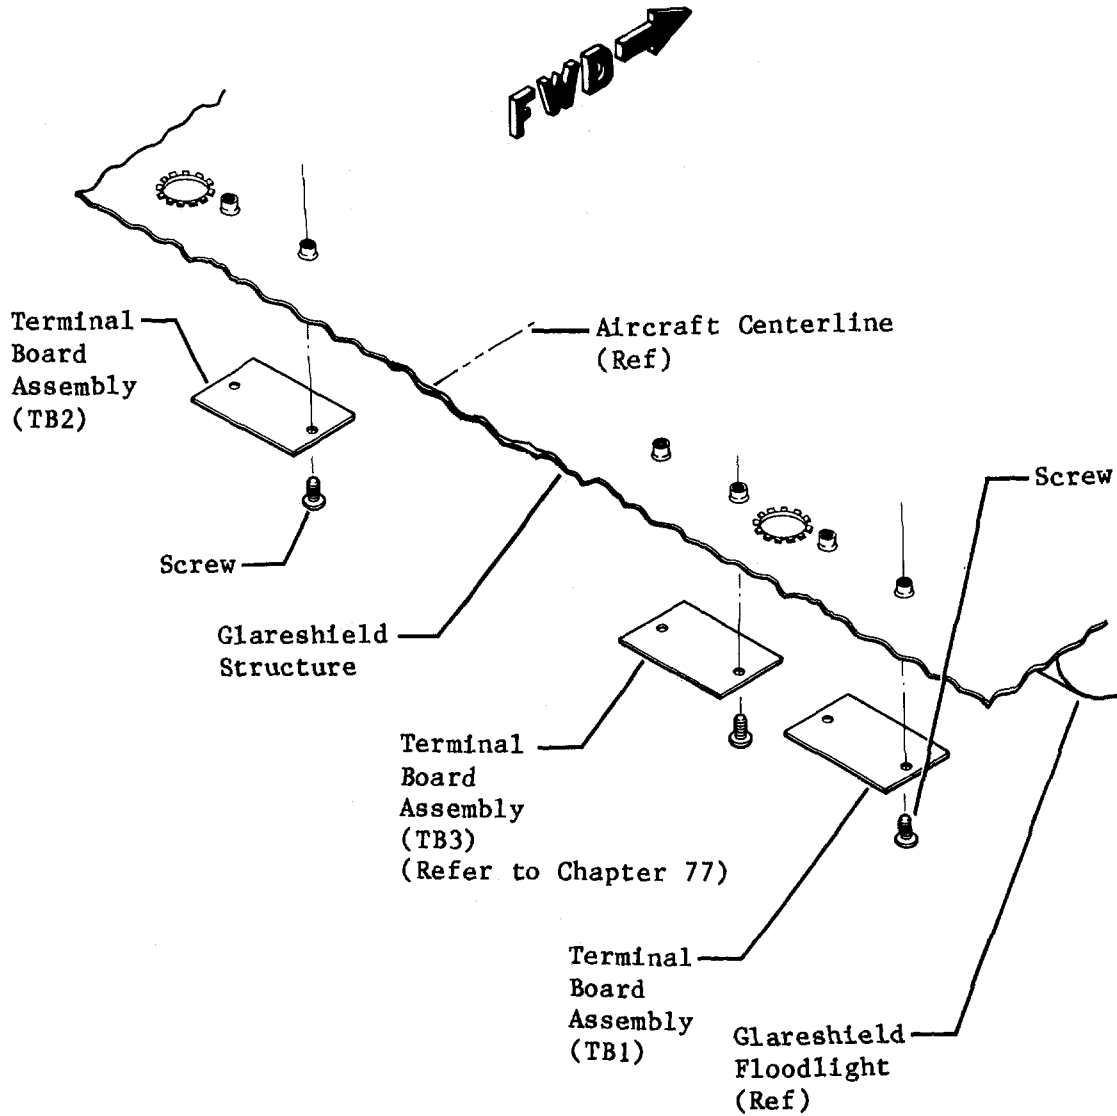 FWD
Terminal
Board
Assembly
(TB2)
Aircraft Centerline
(Ref)
Screw
Screw
Glareshield
Structure
Terminal
Board
Assembly
(TB3)
(Refer to Chapter 77)
Terminal
Board
Assembly
(TB1)
Glareshield
Floodlight
(Ref)